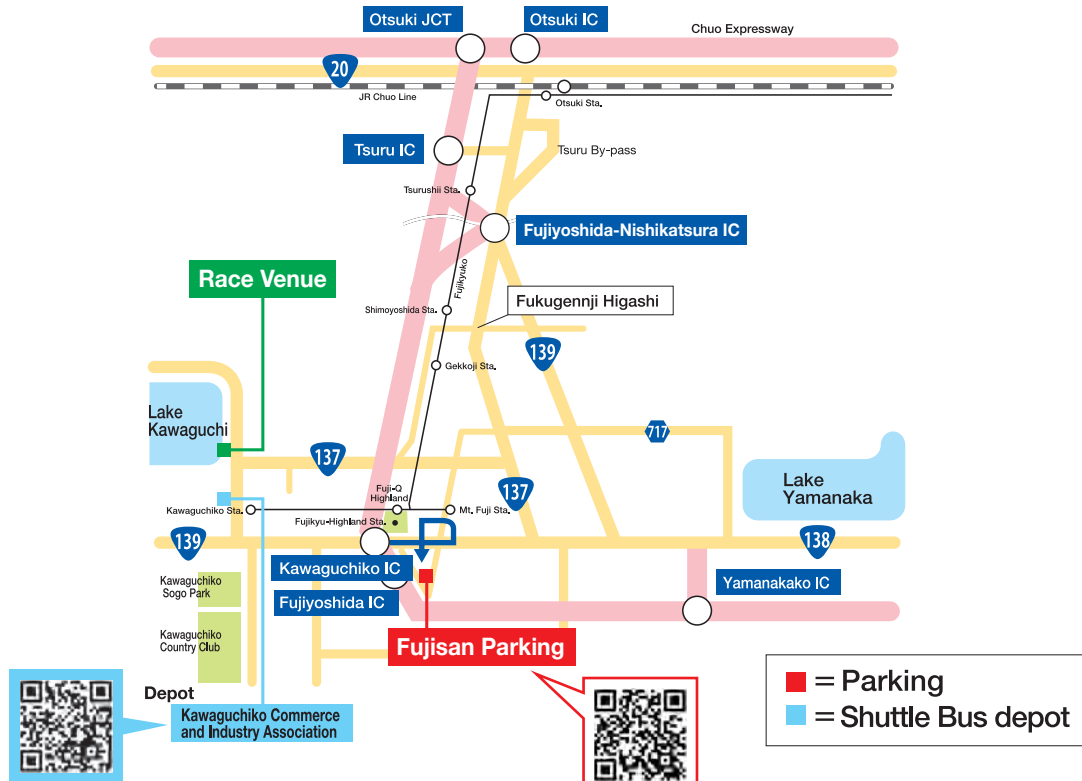 Otsuki JCT
Otsuki IC
Chuo Expressway
20
JR Chuo Line
Otsuki Sta.
Tsuru IC
Tsuru By-pass
Tsurushii Sta.
Fujiyoshida-Nishikatsura IC
Race Venue
Fujikyuko
Fukugennji Higashi
Shimoyoshida Sta.
139
Gekkoji Sta.
Lake
Kawaguchi
717
137
Lake
Yamanaka
Fuji-Q
Highland
137
Kawaguchiko Sta.
Mt. Fuji Sta.
Fujikyu-Highland Sta.
139
138
Kawaguchiko IC
Kawaguchiko
Sogo Park
Yamanakako IC
Fujiyoshida IC
Kawaguchiko
Country Club
Fujisan Parking
Depot
Kawaguchiko Commerce
and Industry Association
= Parking
= Shuttle Bus depot